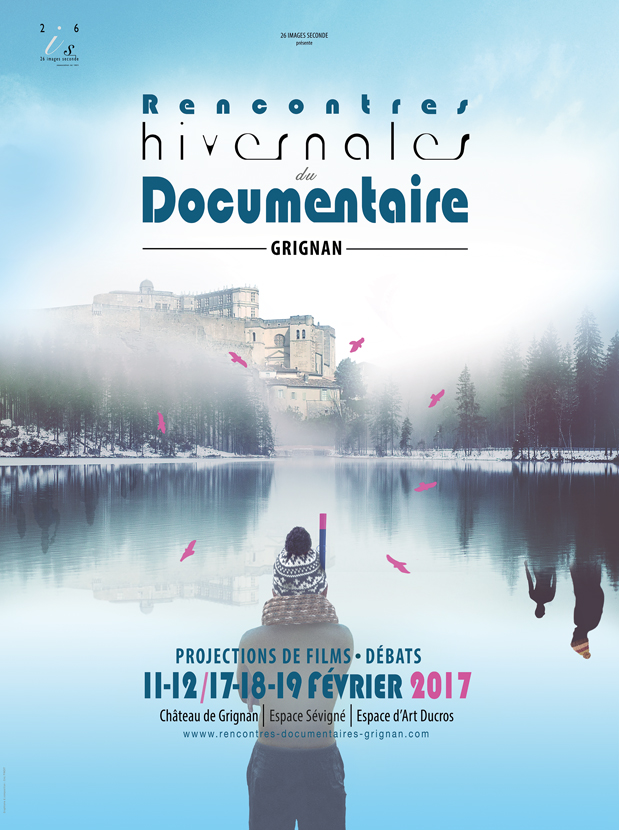 2 6
is
26 images seconde
26 IMAGES SECONDE
présente
Rencontres
hivernales
du
Documentaire
GRIGNAN
PROJECTIONS DE FILMS • DÉBATS
11-12/17-18-19 FÉVRIER 2017
Château de Grignan | Espace Sévigné | Espace d'Art Ducros
wwww.rencontres-documentaires-grignan.com